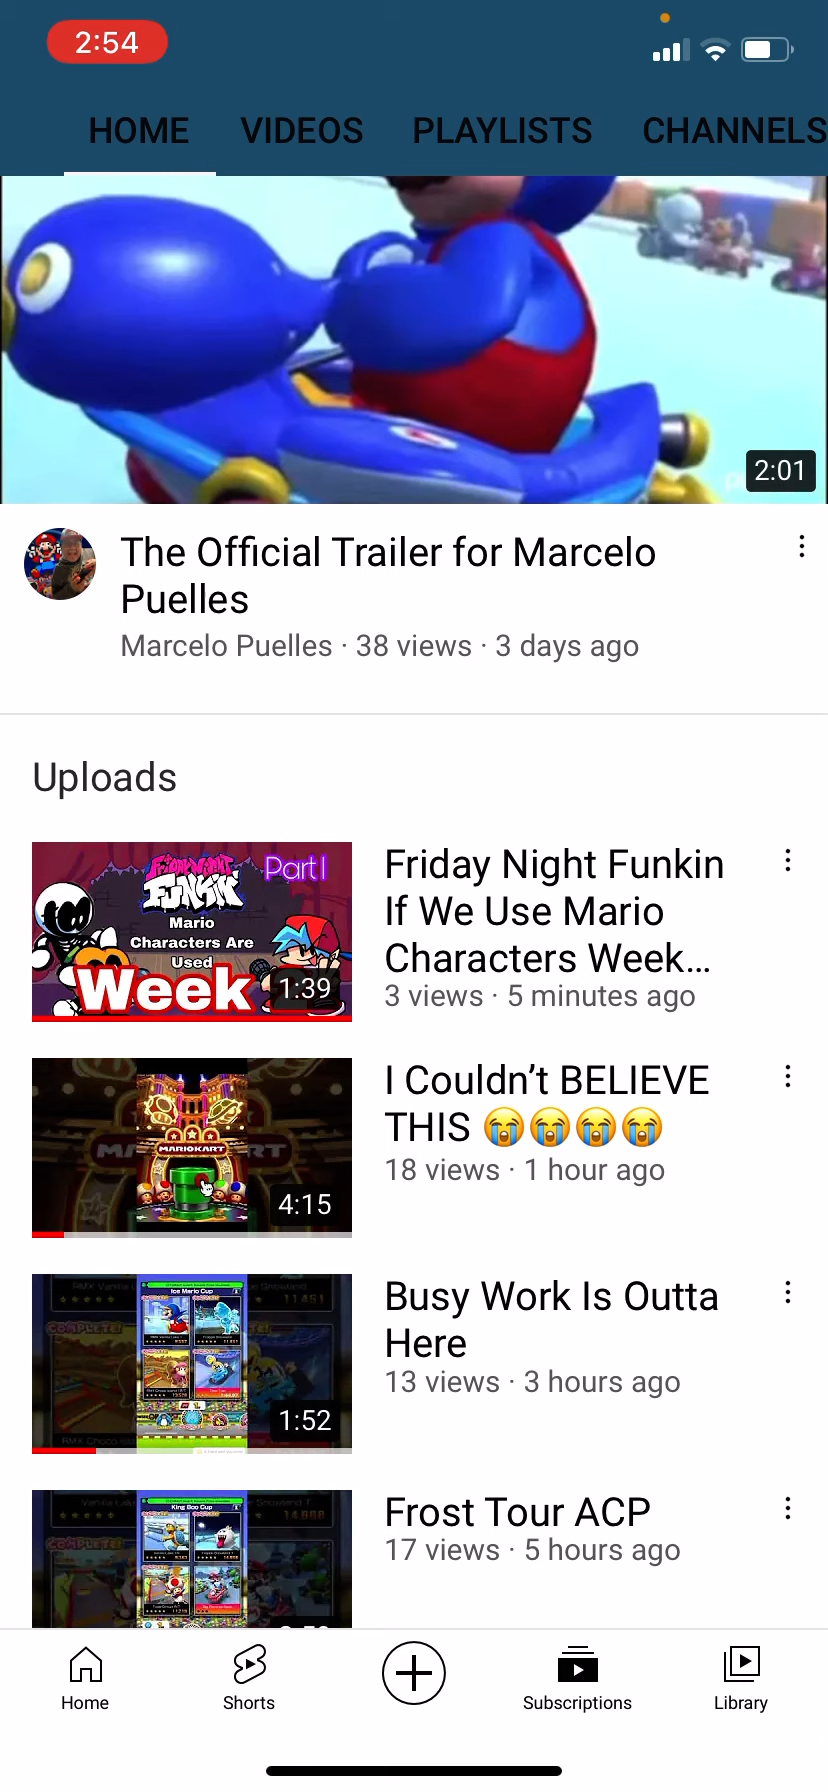 2:54
HOME VIDEOS PLAYLISTS CHANNELS
2:01
The Official Trailer for Marcelo
Puelles
Marcelo Puelles · 38 views · 3 days ago
Uploads
FRIDAY NIGHT
FUNKIN'
Part 1
Mario
Characters Are
Used
Week
1:39
Friday Night Funkin
If We Use Mario
Characters Week...
3 views · 5 minutes ago
MARIOKART
4:15
I Couldn't BELIEVE
THIS 😭😭😭😭
18 views · 1 hour ago
Ice Mario Cup
COMPLETE!
11451
1:52
Busy Work Is Outta
Here
13 views · 3 hours ago
King Boo Cup
COMPLETE!
Frost Tour ACP
17 views · 5 hours ago
Home
Shorts
Subscriptions
Library